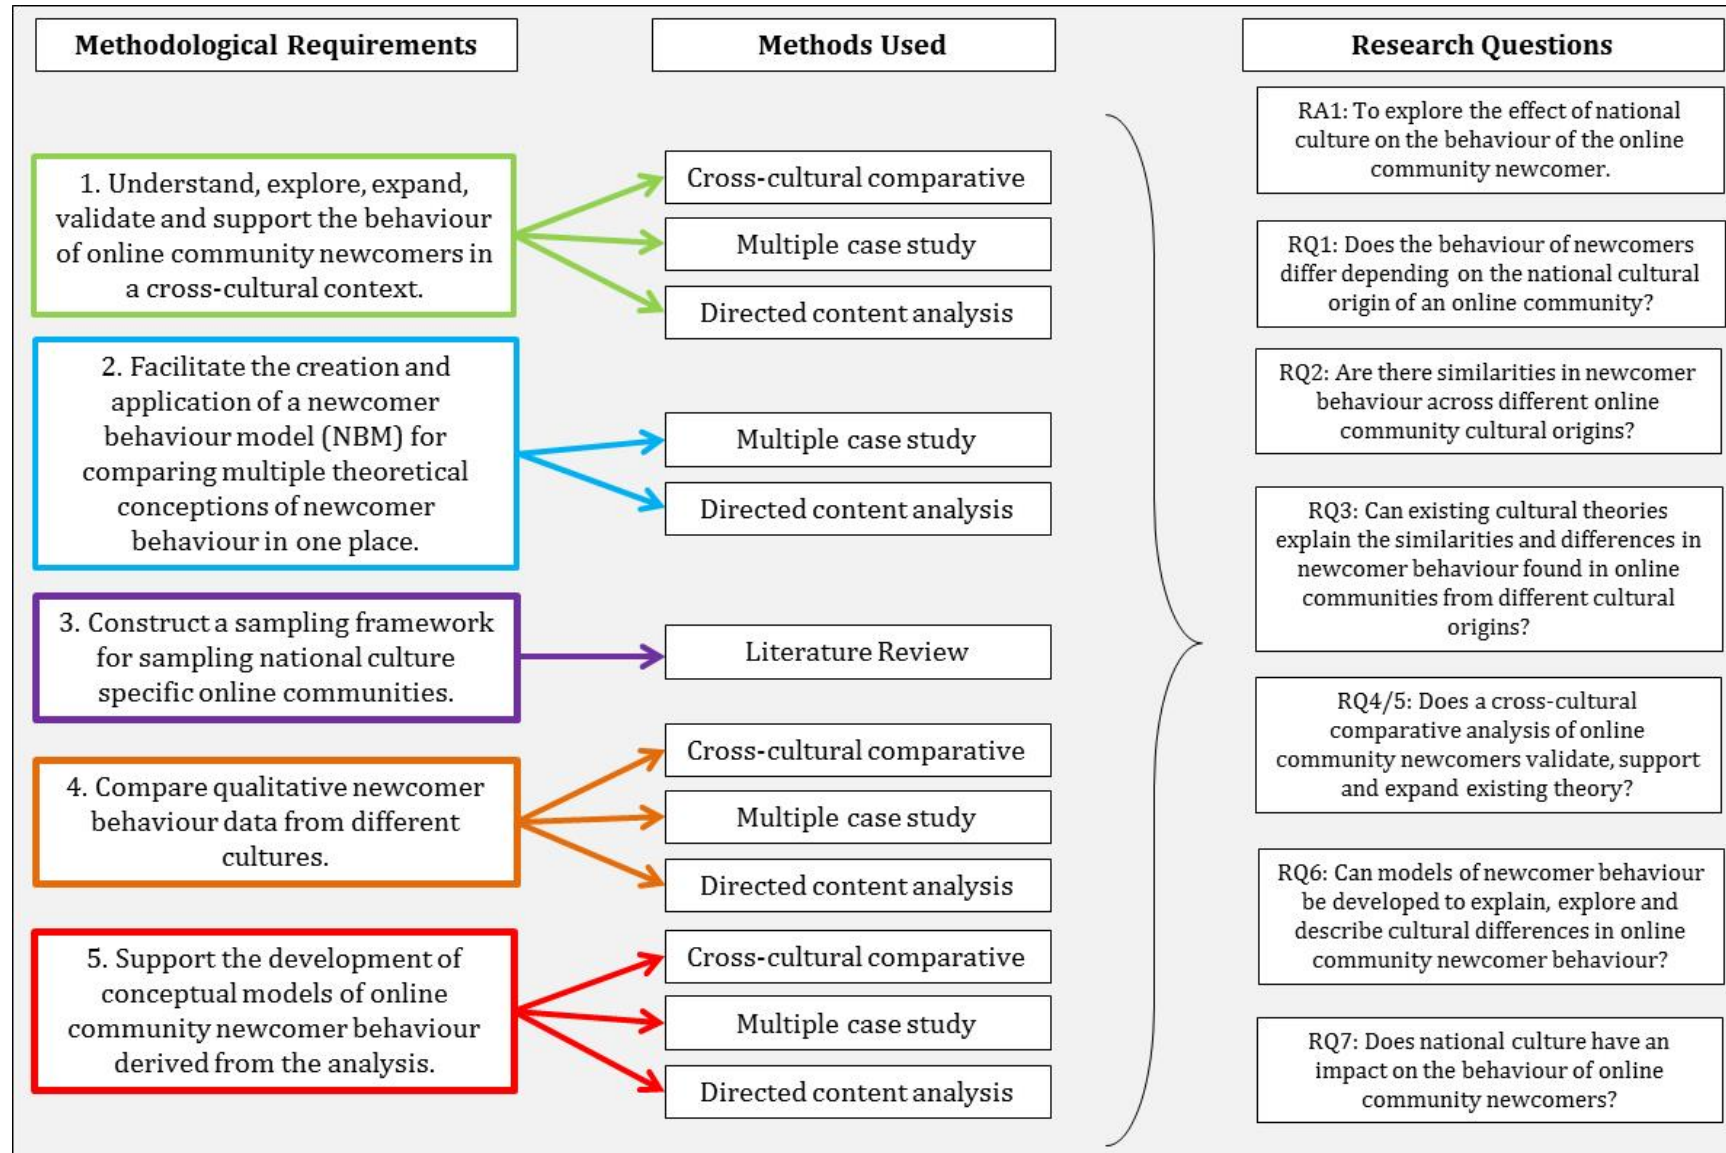 Methodological Requirements
Methods Used
Research Questions
1. Understand, explore, expand,
validate and support the behaviour
of online community newcomers in
a cross-cultural context.
Cross-cultural comparative
Multiple case study
Directed content analysis
2. Facilitate the creation and
application of a newcomer
behaviour model (NBM) for
comparing multiple theoretical
conceptions of newcomer
behaviour in one place.
Multiple case study
Directed content analysis
3. Construct a sampling framework
for sampling national culture
specific online communities.
Literature Review
4. Compare qualitative newcomer
behaviour data from different
cultures.
Cross-cultural comparative
Multiple case study
Directed content analysis
5. Support the development of
conceptual models of online
community newcomer behaviour
derived from the analysis.
Cross-cultural comparative
Multiple case study
Directed content analysis
RA1: To explore the effect of national
culture on the behaviour of the online
community newcomer.
RQ1: Does the behaviour of newcomers
differ depending on the national cultural
origin of an online community?
RQ2: Are there similarities in newcomer
behaviour across different online
community cultural origins?
RQ3: Can existing cultural theories
explain the similarities and differences in
newcomer behaviour found in online
communities from different cultural
origins?
RQ4/5: Does a cross-cultural
comparative analysis of online
community newcomers validate, support
and expand existing theory?
RQ6: Can models of newcomer behaviour
be developed to explain, explore and
describe cultural differences in online
community newcomer behaviour?
RQ7: Does national culture have an
impact on the behaviour of online
community newcomers?